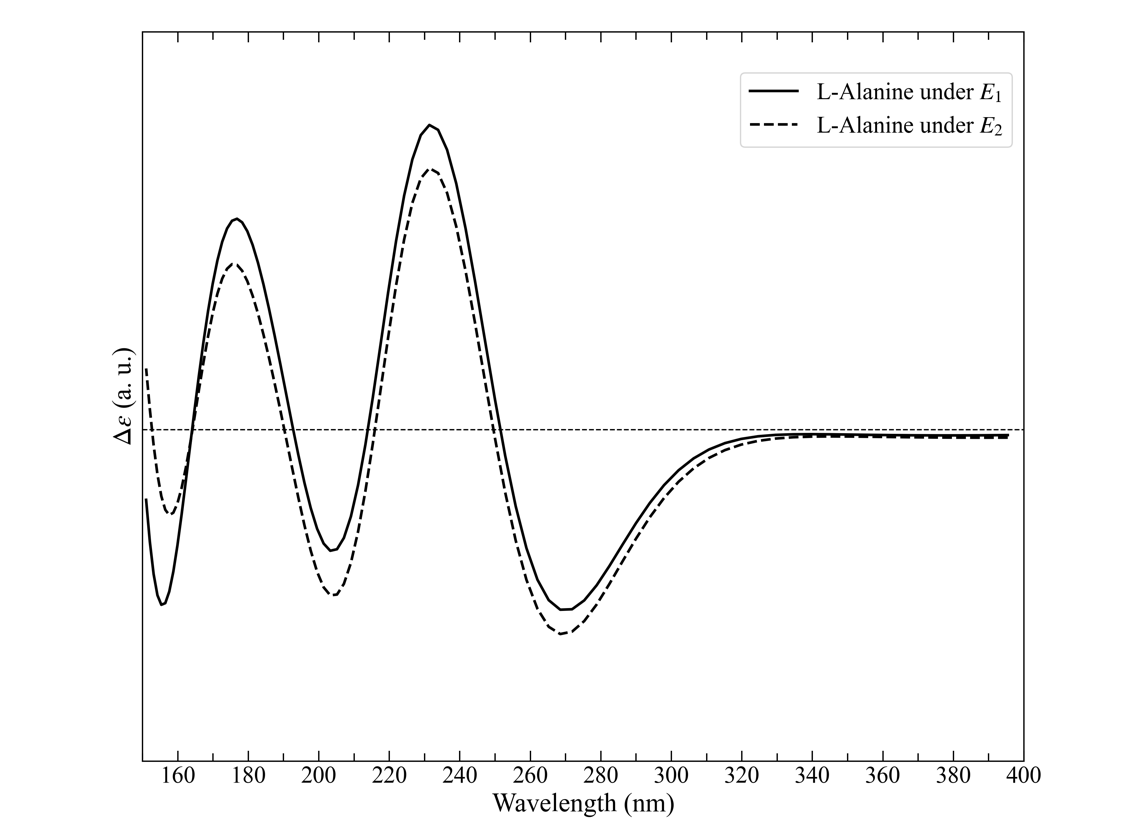 L-Alanine under E₁
L-Alanine under E₂
Δε (a. u.)
160 180 200 220 240 260 280 300 320 340 360 380 400
Wavelength (nm)